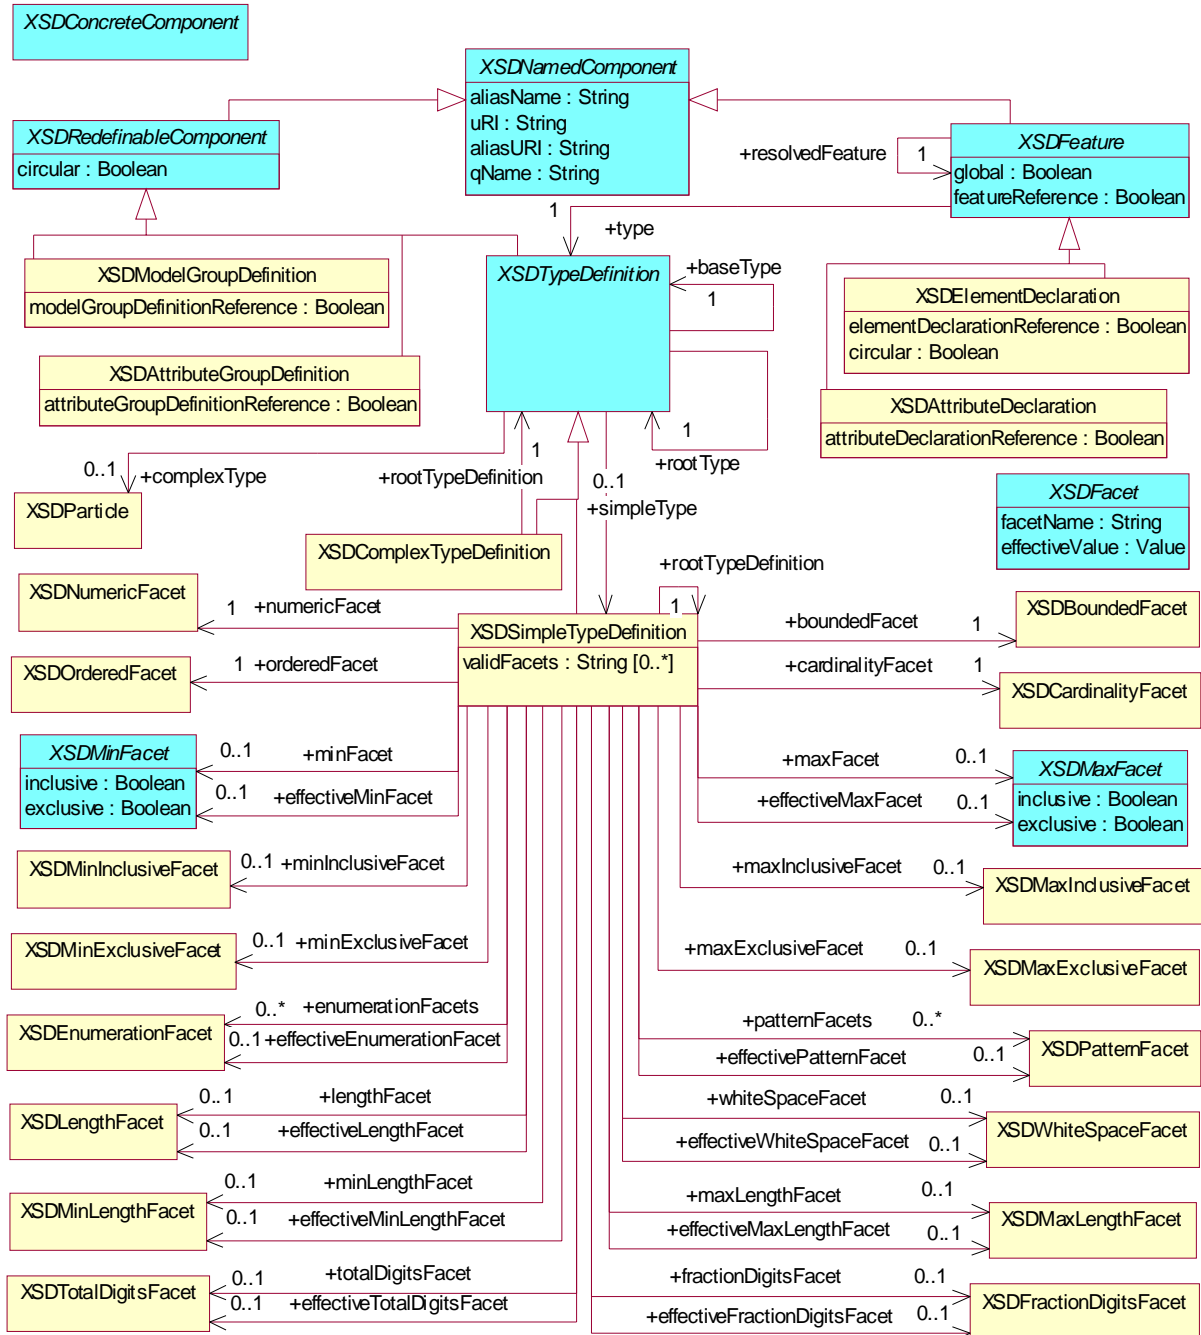 XSDConcreteComponent
XSDNamedComponent
aliasName : String
uRI : String
aliasURI : String
qName : String
XSDRedefinableComponent
circular : Boolean
+resolvedFeature
1
XSDFeature
global : Boolean
featureReference : Boolean
1
+type
XSDModelGroupDefinition
modelGroupDefinitionReference : Boolean
XSDTypeDefinition
+baseType
1
XSDElementDeclaration
elementDeclarationReference : Boolean
circular : Boolean
XSDAttributeGroupDefinition
attributeGroupDefinitionReference : Boolean
XSDAttributeDeclaration
attributeDeclarationReference : Boolean
1
+rootType
0..1
+complexType
+rootTypeDefinition
1
0..1
+simpleType
XSDParticle
XSDComplexTypeDefinition
XSDFacet
facetName : String
effectiveValue : Value
+rootTypeDefinition
1
XSDNumericFacet
1
+numericFacet
XSDSimpleTypeDefinition
validFacets : String [0..*]
+boundedFacet
1
XSDBoundedFacet
XSDOrderedFacet
1
+orderedFacet
+cardinalityFacet
1
XSDCardinalityFacet
XSDMinFacet
inclusive : Boolean
exclusive : Boolean
0..1
+minFacet
0..1
+effectiveMinFacet
+maxFacet
0..1
+effectiveMaxFacet
0..1
XSDMaxFacet
inclusive : Boolean
exclusive : Boolean
XSDMinInclusiveFacet
0..1
+minInclusiveFacet
+maxInclusiveFacet
0..1
XSDMaxInclusiveFacet
XSDMinExclusiveFacet
0..1
+minExclusiveFacet
+maxExclusiveFacet
0..1
XSDMaxExclusiveFacet
XSDEnumerationFacet
0..*
+enumerationFacets
0..1
+effectiveEnumerationFacet
+patternFacets
0..*
+effectivePatternFacet
0..1
XSDPatternFacet
XSDLengthFacet
0..1
+lengthFacet
0..1
+effectiveLengthFacet
+whiteSpaceFacet
0..1
+effectiveWhiteSpaceFacet
0..1
XSDWhiteSpaceFacet
XSDMinLengthFacet
0..1
+minLengthFacet
0..1
+effectiveMinLengthFacet
+maxLengthFacet
0..1
+effectiveMaxLengthFacet
0..1
XSDMaxLengthFacet
XSDTotalDigitsFacet
0..1
+totalDigitsFacet
0..1
+effectiveTotalDigitsFacet
+fractionDigitsFacet
0..1
+effectiveFractionDigitsFacet
0..1
XSDFractionDigitsFacet